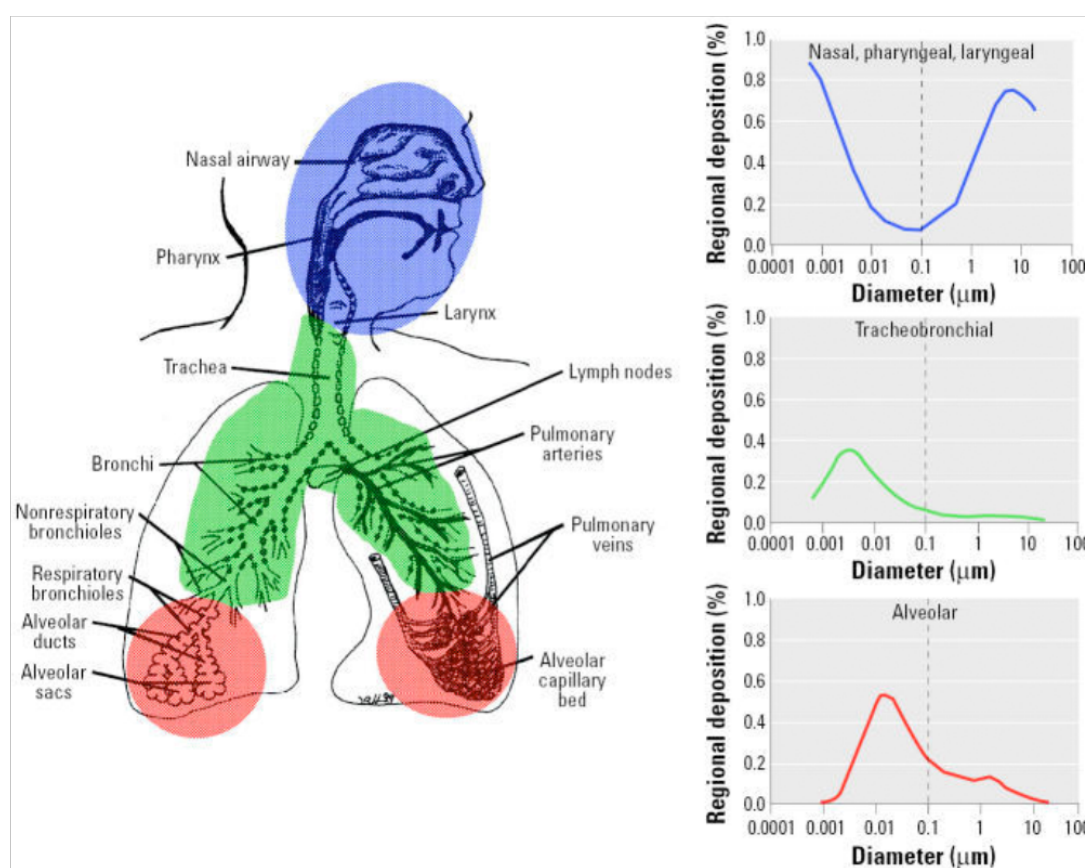 Nasal airway
Pharynx
Larynx
Trachea
Lymph nodes
Pulmonary
arteries
Bronchi
Nonrespiratory
bronchioles
Pulmonary
veins
Respiratory
bronchioles
Alveolar
ducts
Alveolar
sacs
Alveolar
capillary
bed
Regional deposition (%)
1.0
0.8
0.6
0.4
0.2
0.0
Nasal, pharyngeal, laryngeal
0.0001 0.001 0.01 0.1 1 10 100
Diameter (μm)
Regional deposition (%)
1.0
0.8
0.6
0.4
0.2
0.0
Tracheobronchial
0.0001 0.001 0.01 0.1 1 10 100
Diameter (μm)
Regional deposition (%)
1.0
0.8
0.6
0.4
0.2
0.0
Alveolar
0.0001 0.001 0.01 0.1 1 10 100
Diameter (μm)